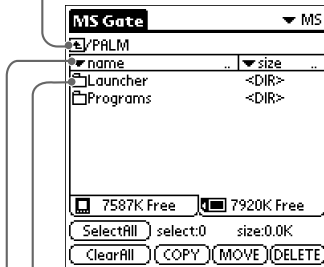 MS Gate MS
/PALM
name .. size ..
Launcher <DIR>
Programs <DIR>
7587K Free 7920K Free
SelectAll select:0 size:0.0K
ClearAll COPY MOVE DELETE